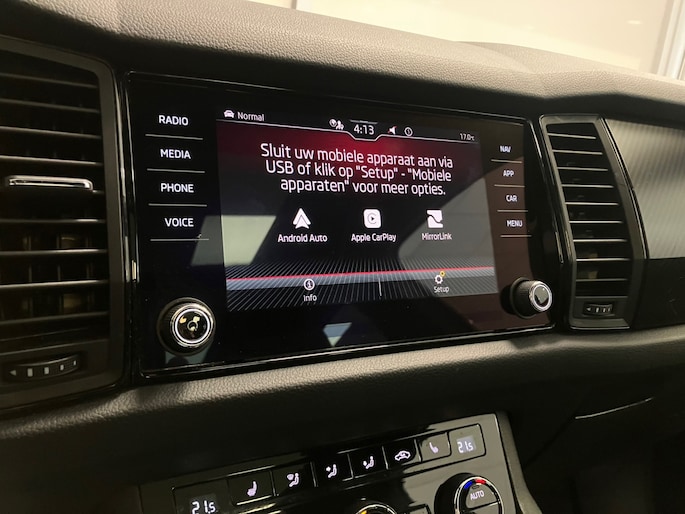 Normal
4:13
17.0°C
RADIO
MEDIA
PHONE
VOICE
Sluit uw mobiele apparaat aan via
USB of klik op "Setup" - "Mobiele
apparaten" voor meer opties.
Android Auto
Apple CarPlay
MirrorLink
Info
Setup
NAV
APP
CAR
MENU
21.5
21.5
AUTO